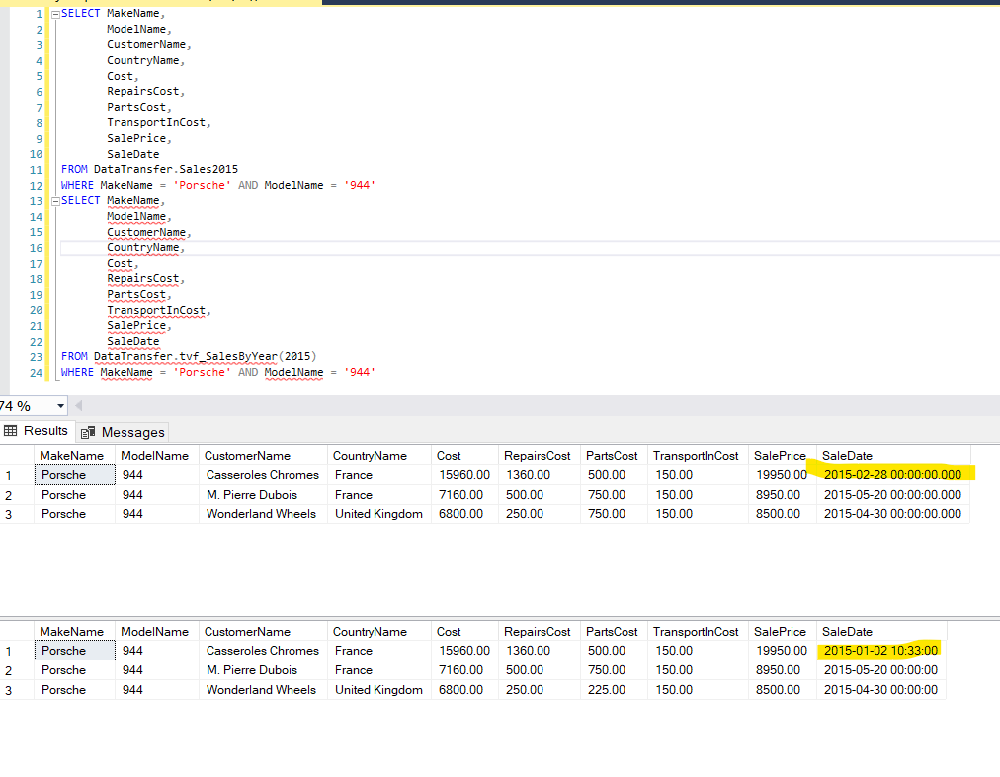 1 SELECT MakeName,
2 ModelName,
3 CustomerName,
4 CountryName,
5 Cost,
6 RepairsCost,
7 PartsCost,
8 TransportInCost,
9 SalePrice,
10 SaleDate
11 FROM DataTransfer.Sales2015
12 WHERE MakeName = 'Porsche' AND ModelName = '944'
13 SELECT MakeName,
14 ModelName,
15 CustomerName,
16 CountryName,
17 Cost,
18 RepairsCost,
19 PartsCost,
20 TransportInCost,
21 SalePrice,
22 SaleDate
23 FROM DataTransfer.tvf_SalesByYear(2015)
24 WHERE MakeName = 'Porsche' AND ModelName = '944'
74 %
Results Messages
MakeName ModelName CustomerName CountryName Cost RepairsCost PartsCost TransportInCost SalePrice SaleDate
1 Porsche 944 Casseroles Chromes France 15960.00 1360.00 500.00 150.00 19950.00 2015-02-28 00:00:00.000
2 Porsche 944 M. Pierre Dubois France 7160.00 500.00 750.00 150.00 8950.00 2015-05-20 00:00:00.000
3 Porsche 944 Wonderland Wheels United Kingdom 6800.00 250.00 750.00 150.00 8500.00 2015-04-30 00:00:00.000
MakeName ModelName CustomerName CountryName Cost RepairsCost PartsCost TransportInCost SalePrice SaleDate
1 Porsche 944 Casseroles Chromes France 15960.00 1360.00 500.00 150.00 19950.00 2015-01-02 10:33:00
2 Porsche 944 M. Pierre Dubois France 7160.00 500.00 750.00 150.00 8950.00 2015-05-20 00:00:00
3 Porsche 944 Wonderland Wheels United Kingdom 6800.00 250.00 225.00 150.00 8500.00 2015-04-30 00:00:00